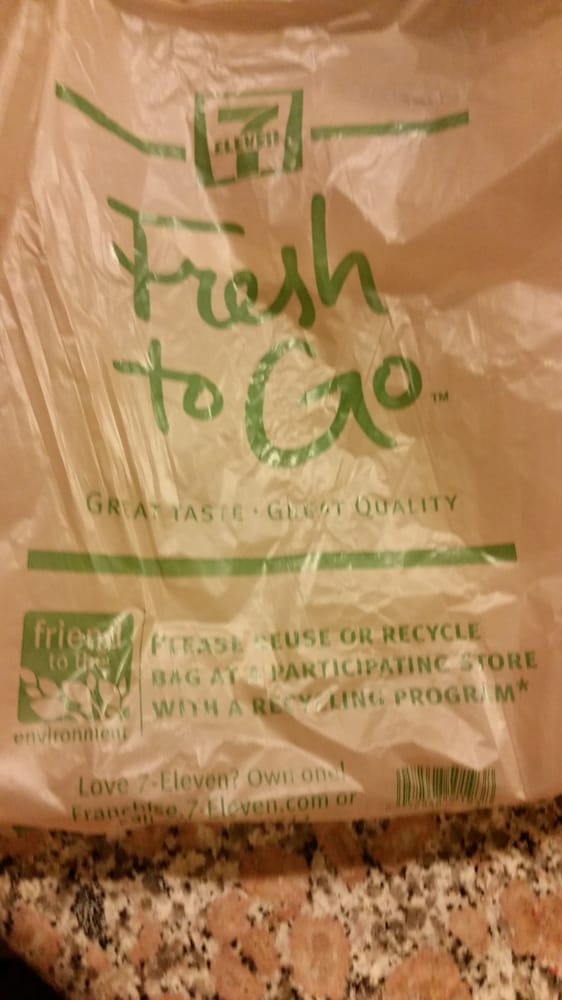 7
ELEVEN
Fresh
to Go™
GREAT TASTE · GREAT QUALITY
friend
to the
environment
PLEASE REUSE OR RECYCLE
BAG AT A PARTICIPATING STORE
WITH A RECYCLING PROGRAM*
Love 7-Eleven? Own one!
Franchise.7-Eleven.com or